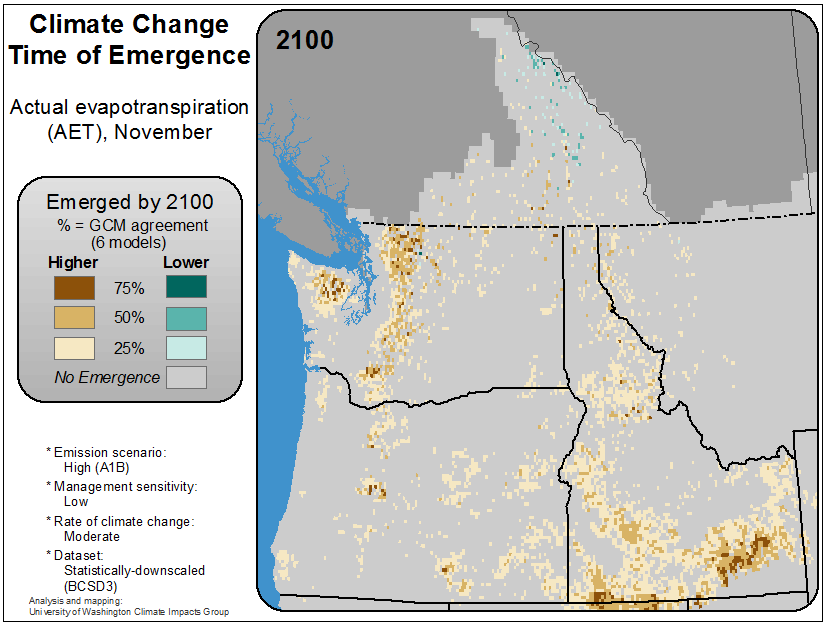 Climate Change
Time of Emergence
Actual evapotranspiration
(AET), November
2100
Emerged by 2100
% = GCM agreement
(6 models)
Higher Lower
75%
50%
25%
No Emergence
* Emission scenario:
High (A1B)
* Management sensitivity:
Low
* Rate of climate change:
Moderate
* Dataset:
Statistically-downscaled
(BCSD3)
Analysis and mapping:
University of Washington Climate Impacts Group